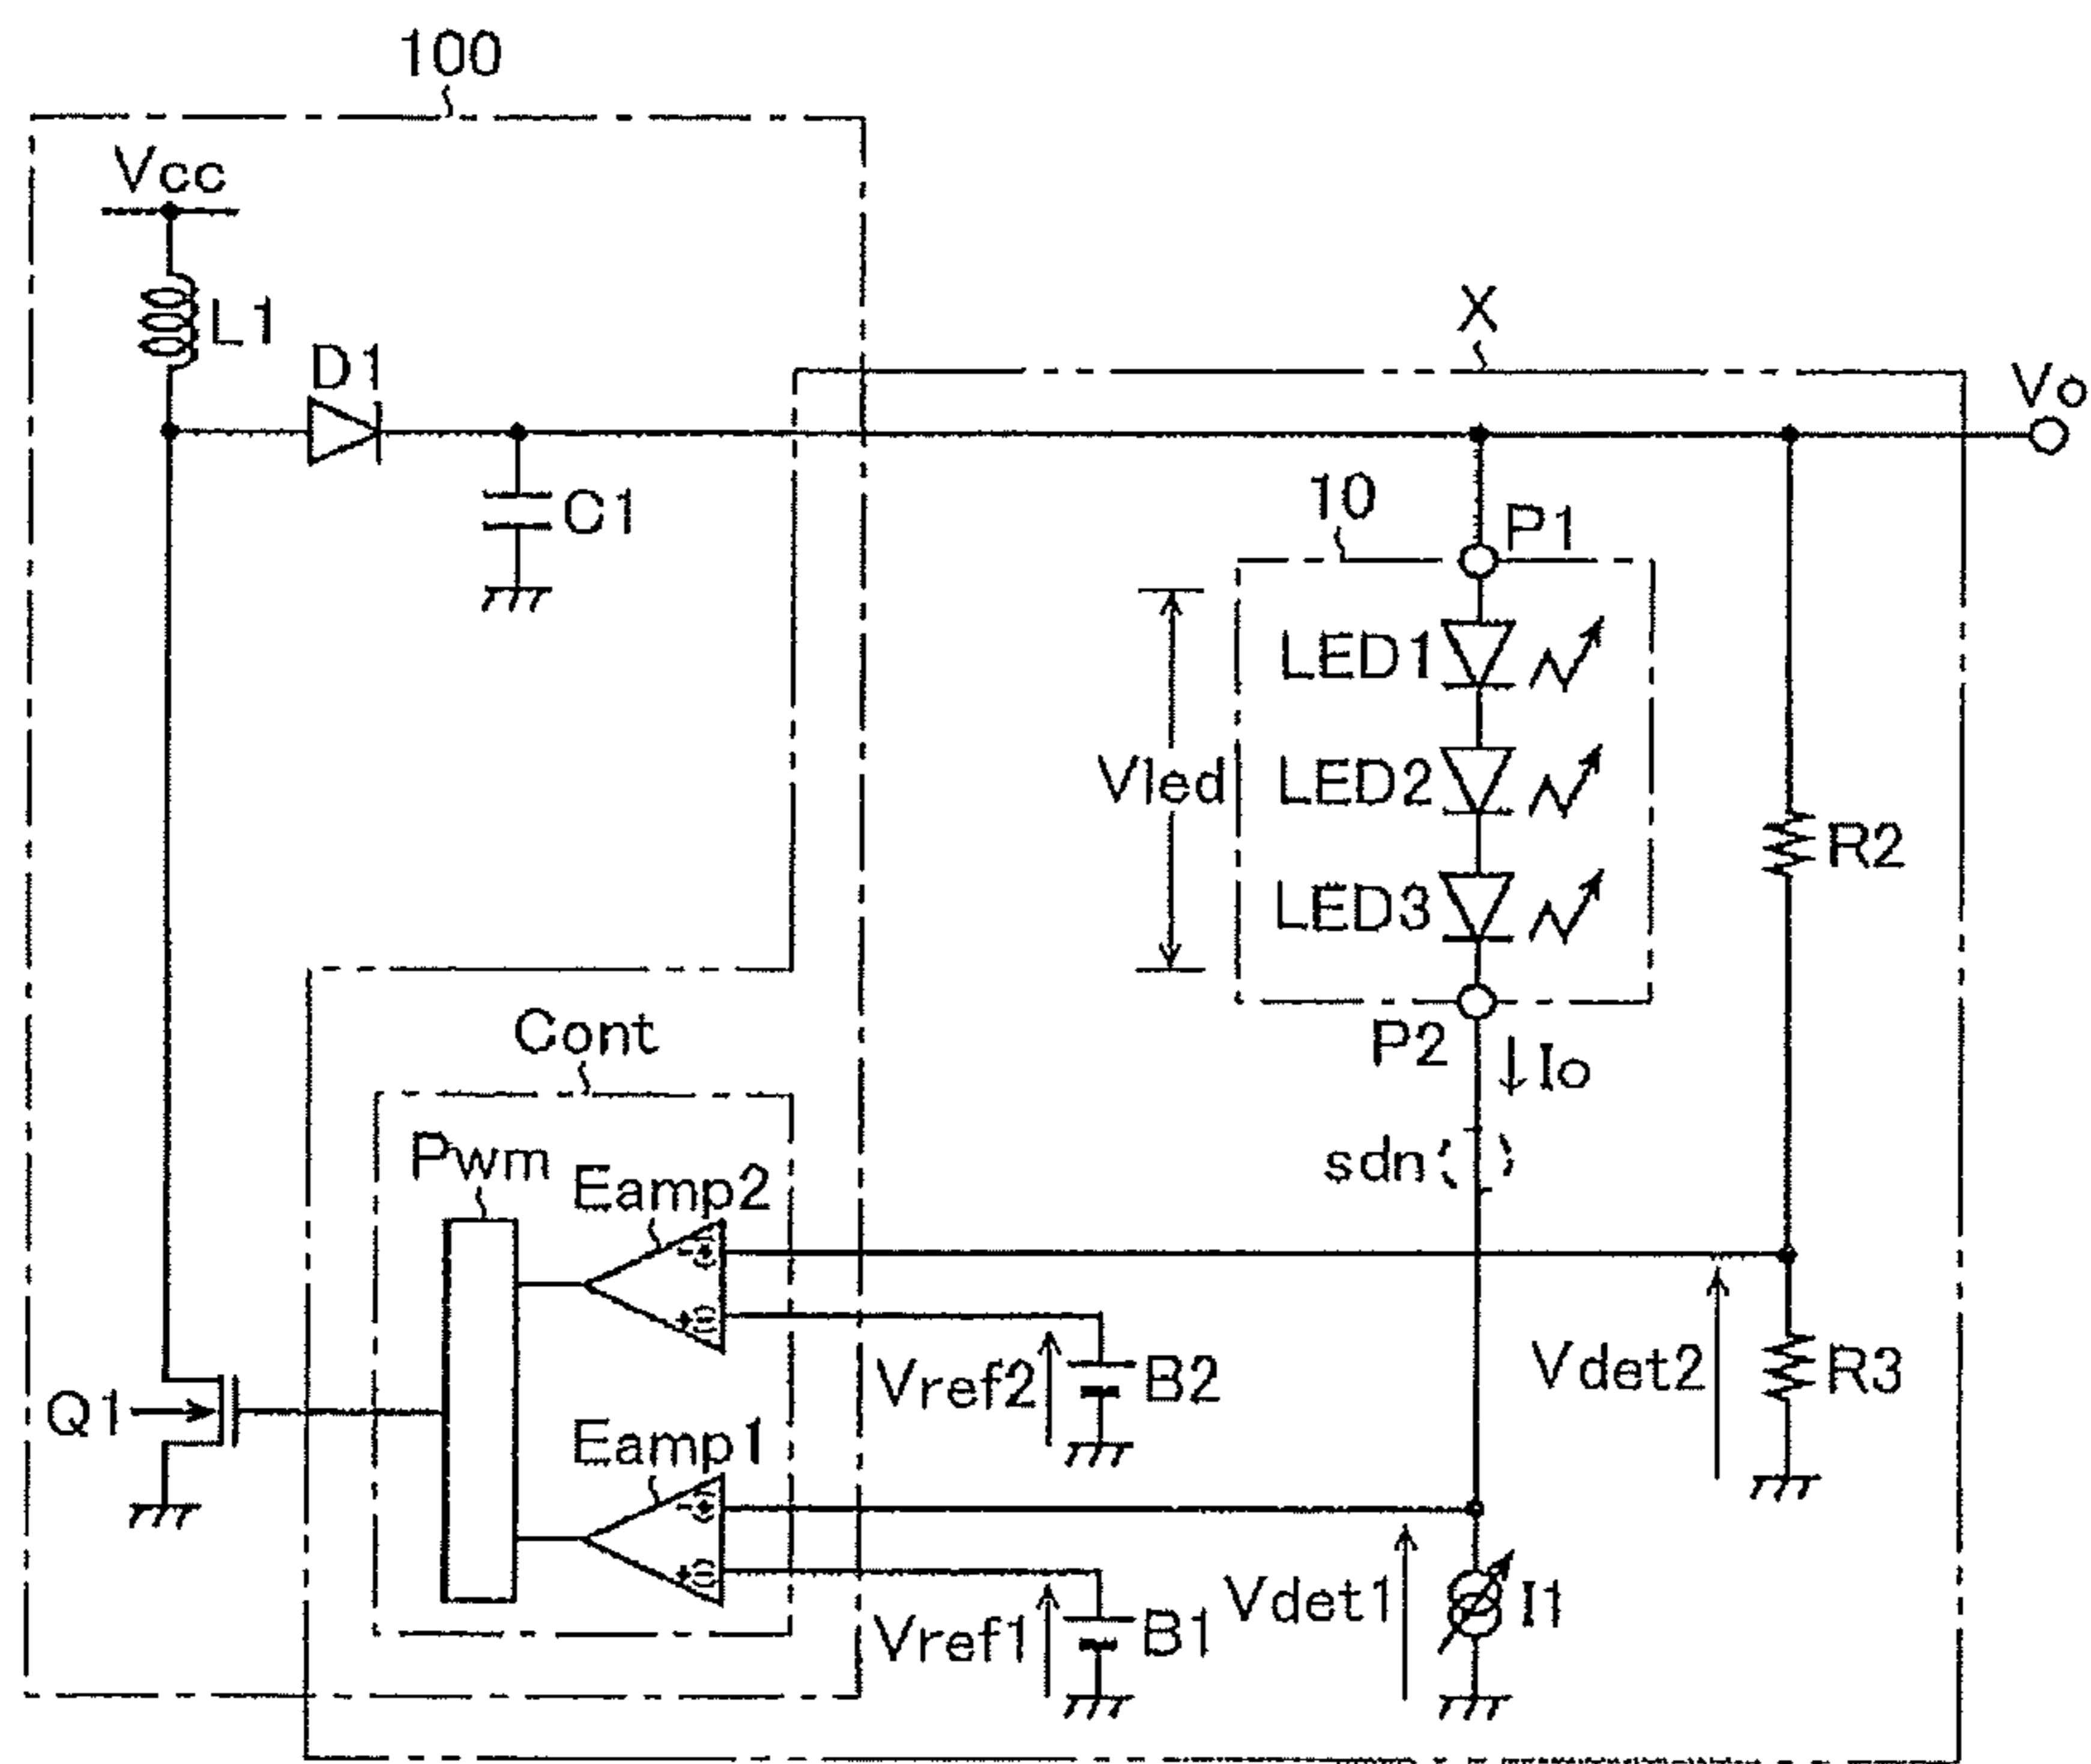 100
Vcc
L1
D1
C1
X
Vo
10
P1
LED1
Vled
LED2
LED3
R2
P2
Io
sdn
Cont
Pwm
Eamp2
Vref2
B2
Vdet2
R3
Q1
Eamp1
Vref1
B1
Vdet1
I1